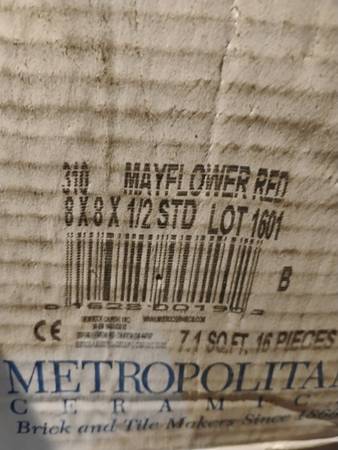 310 MAYFLOWER RED
8 X 8 X 1/2 STD LOT 1601
B
CE
7.1 SQ.FT. 16 PIECES
METROPOLITA
CERAMIC
Brick and Tile Makers Since 186